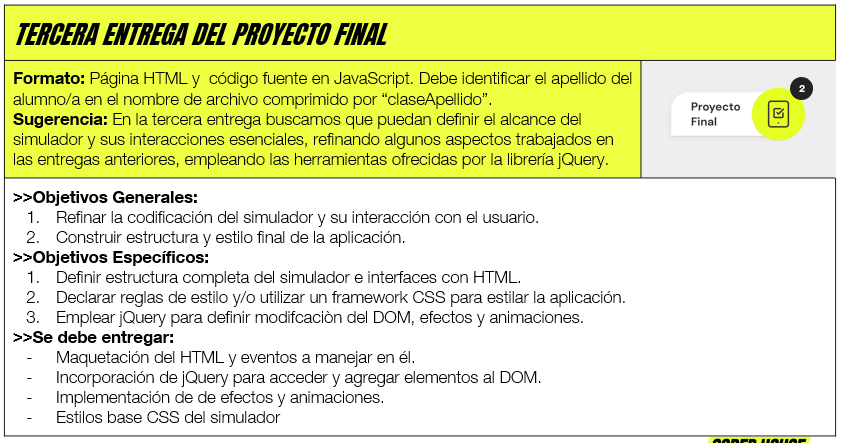 TERCERA ENTREGA DEL PROYECTO FINAL
Formato: Página HTML y código fuente en JavaScript. Debe identificar el apellido del
alumno/a en el nombre de archivo comprimido por “claseApellido”.
Sugerencia: En la tercera entrega buscamos que puedan definir el alcance del
simulador y sus interacciones esenciales, refinando algunos aspectos trabajados en
las entregas anteriores, empleando las herramientas ofrecidas por la librería jQuery.
2
Proyecto
Final
>>Objetivos Generales:
1. Refinar la codificación del simulador y su interacción con el usuario.
2. Construir estructura y estilo final de la aplicación.
>>Objetivos Específicos:
1. Definir estructura completa del simulador e interfaces con HTML.
2. Declarar reglas de estilo y/o utilizar un framework CSS para estilar la aplicación.
3. Emplear jQuery para definir modifcaciòn del DOM, efectos y animaciones.
>>Se debe entregar:
- Maquetación del HTML y eventos a manejar en él.
- Incorporación de jQuery para acceder y agregar elementos al DOM.
- Implementación de de efectos y animaciones.
- Estilos base CSS del simulador